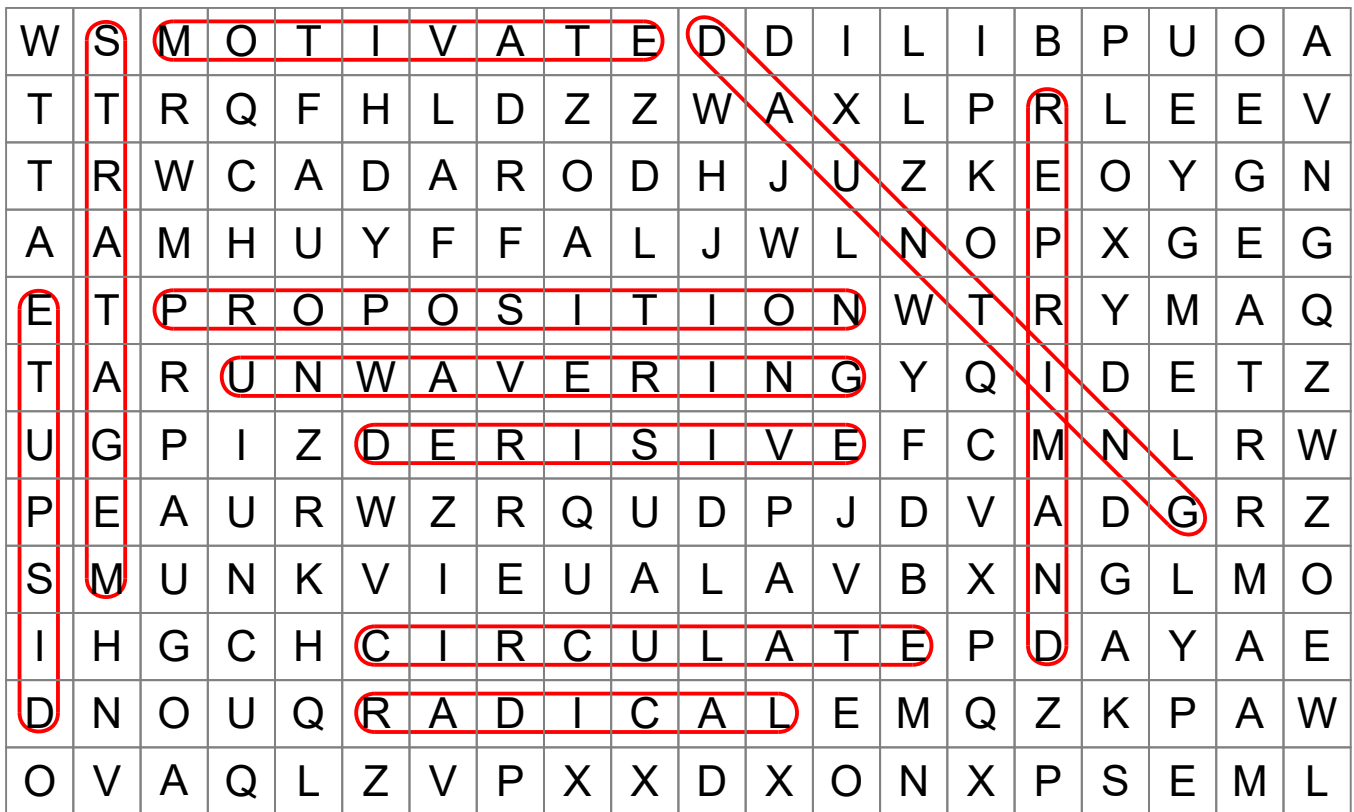 W S M O T I V A T E D D I L I B P U O A
T T R Q F H L D Z Z W A X L P R L E E V
T R W C A D A R O D H J U Z K E O Y G N
A A M H U Y F F A L J W L N O P X G E G
E T P R O P O S I T I O N W T R Y M A Q
T A R U N W A V E R I N G Y Q I D E T Z
U G P I Z D E R I S I V E F C M N L R W
P E A U R W Z R Q U D P J D V A D G R Z
S M U N K V I E U A L A V B X N G L M O
I H G C H C I R C U L A T E P D A Y A E
D N O U Q R A D I C A L E M Q Z K P A W
O V A Q L Z V P X X D X O N X P S E M L